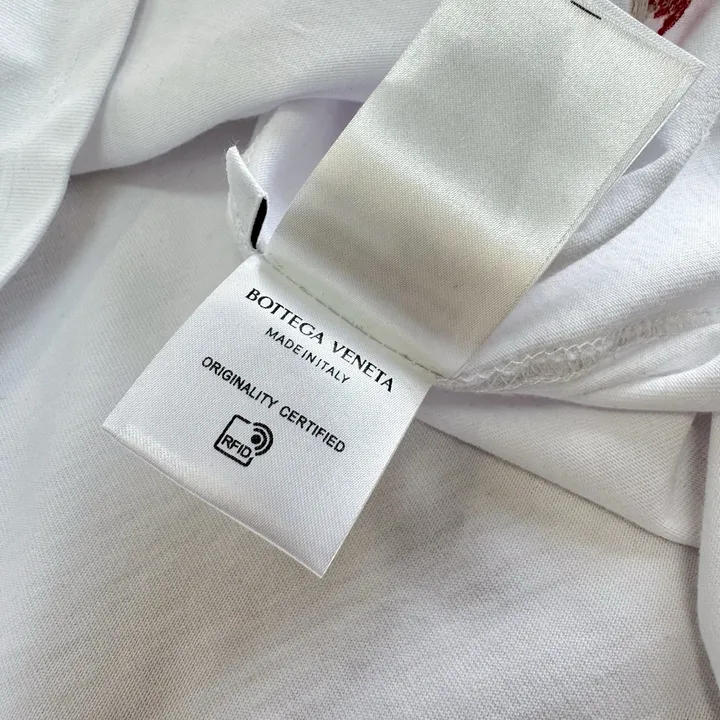 BOTTEGA VENETA
MADE IN ITALY
ORIGINALITY CERTIFIED
RFID